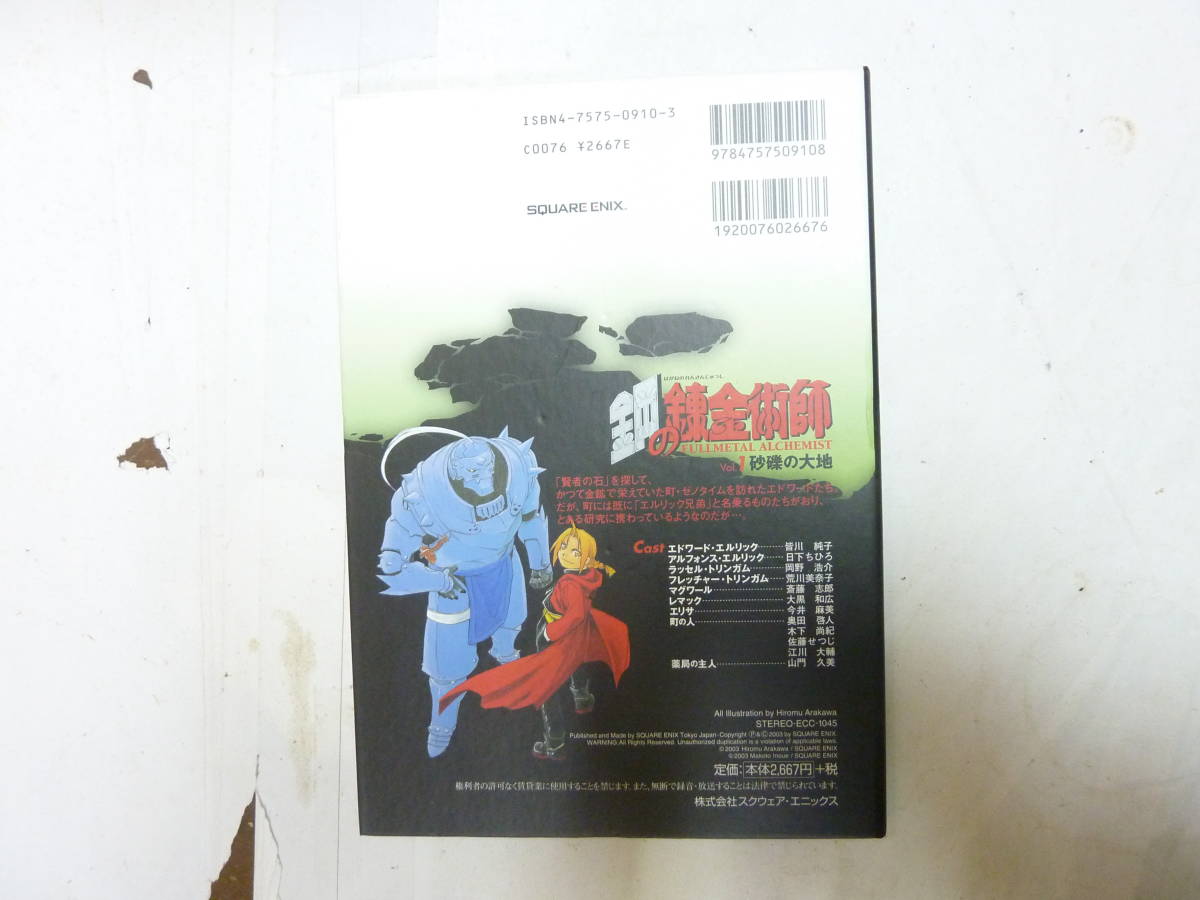 ISBN4-7575-0910-3
C0076 ¥2667E
9784757509108
SQUARE ENIX™
1920076026676
はがねのれんきんじゅつし
鋼の錬金術師
FULLMETAL ALCHEMIST
Vol.1 砂礫の大地
「賢者の石」を探して、
かつて金鉱で栄えていた町・ゼノタイムを訪れたエドワードたち。
だが、町には既に「エルリック兄弟」と名乗るものたちがおり、
とある研究に携わっているようなのだが…。
Cast エドワード・エルリック………皆川 純子
アルフォンス・エルリック……日下ちひろ
ラッセル・トリンガム…………岡野 浩介
フレッチャー・トリンガム……荒川美奈子
マグワール……………………斎藤 志郎
レマック………………………大黒 和広
エリサ…………………………今井 麻美
町の人…………………………奥田 啓人
木下 尚紀
佐藤せつじ
江川 大輔
薬局の主人……………………山門 久美
All Illustration by Hiromu Arakawa
STEREO-ECC-1045
Published and Made by SQUARE ENIX Tokyo Japan·Copyright Ⓟ&Ⓒ 2003 by SQUARE ENIX.
WARNING:All Rights Reserved. Unauthorized duplication is a violation of applicable laws.
©2003 Hiromu Arakawa / SQUARE ENIX
©2003 Makoto Inoue / SQUARE ENIX
定価：本体2,667円+税
権利者の許可なく賃貸業に使用することを禁じます。また、無断で録音・放送することは法律で禁じられています。
株式会社スクウェア・エニックス